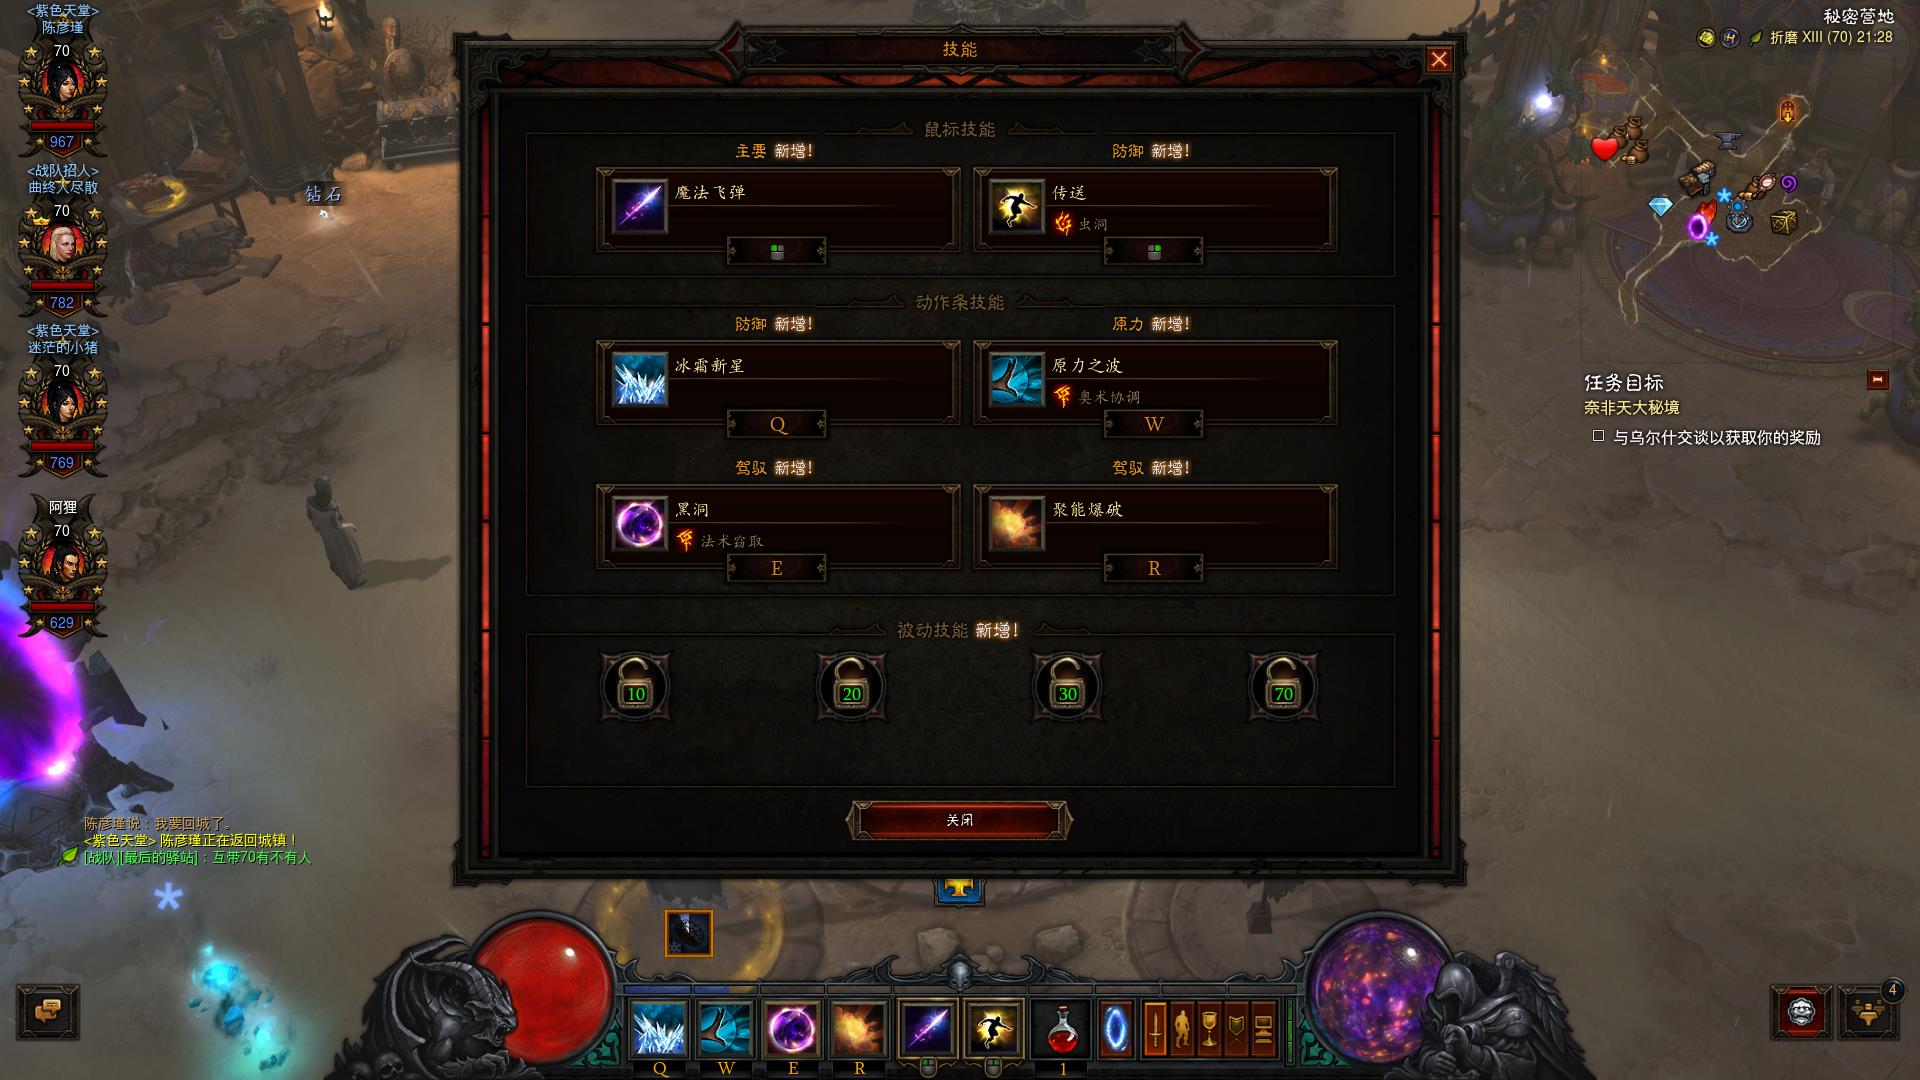 <紫色天堂>
陈彦瑾
70
967
<战队招人>
曲终人尽散
70
782
<紫色天堂>
迷茫的小猪
70
769
阿狸
70
629
钻石
技能
鼠标技能
主要 新增!
魔法飞弹
防御 新增!
传送
虫洞
动作条技能
防御 新增!
冰霜新星
Q
原力 新增!
原力之波
奥术协调
W
驾驭 新增!
黑洞
法术窃取
E
驾驭 新增!
聚能爆破
R
被动技能 新增!
10
20
30
70
关闭
秘密营地
折磨 XIII (70) 21:28
任务目标
奈非天大秘境
与乌尔什交谈以获取你的奖励
陈彦瑾说：我要回城了。
<紫色天堂> 陈彦瑾正在返回城镇！
[战队][最后的驿站]：互带70有不有人
Q
W
E
R
1
4